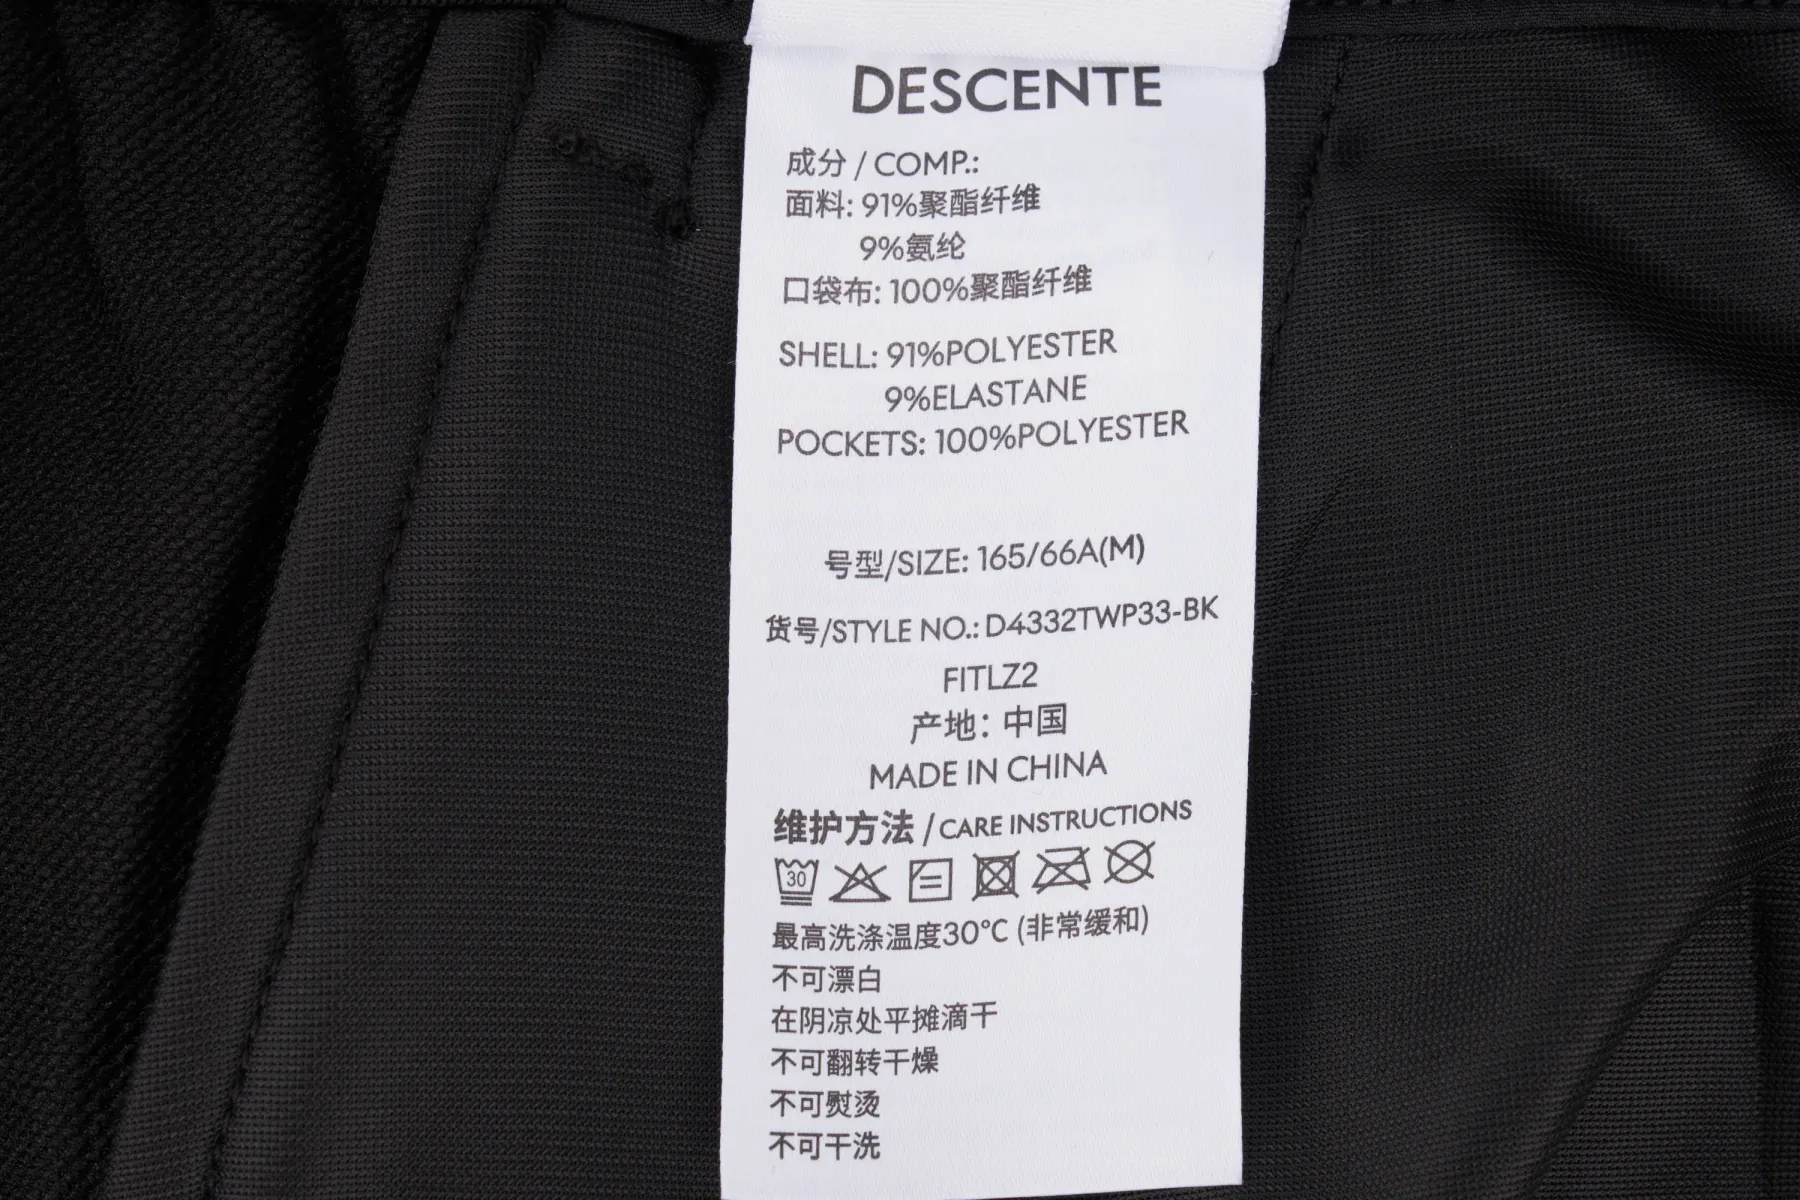 DESCENTE
成分 / COMP.:
面料: 91%聚酯纤维
9%氨纶
口袋布: 100%聚酯纤维
SHELL: 91%POLYESTER
9%ELASTANE
POCKETS: 100%POLYESTER
号型/SIZE: 165/66A(M)
货号/STYLE NO.: D4332TWP33-BK
FITLZ2
产地: 中国
MADE IN CHINA
维护方法 / CARE INSTRUCTIONS
30
最高洗涤温度30°C (非常缓和)
不可漂白
在阴凉处平摊滴干
不可翻转干燥
不可熨烫
不可干洗